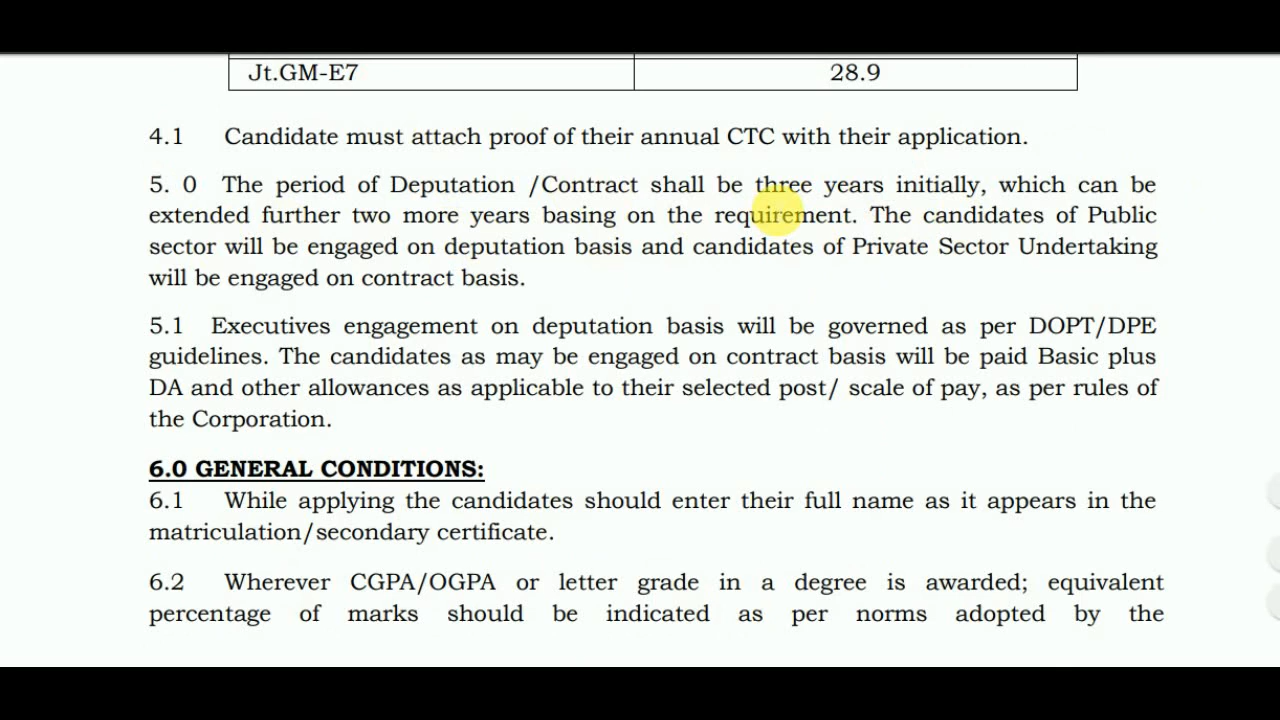 Jt.GM-E7 28.9
4.1 Candidate must attach proof of their annual CTC with their application.
5. 0 The period of Deputation /Contract shall be three years initially, which can be
extended further two more years basing on the requirement. The candidates of Public
sector will be engaged on deputation basis and candidates of Private Sector Undertaking
will be engaged on contract basis.
5.1 Executives engagement on deputation basis will be governed as per DOPT/DPE
guidelines. The candidates as may be engaged on contract basis will be paid Basic plus
DA and other allowances as applicable to their selected post/ scale of pay, as per rules of
the Corporation.
6.0 GENERAL CONDITIONS:
6.1 While applying the candidates should enter their full name as it appears in the
matriculation/secondary certificate.
6.2 Wherever CGPA/OGPA or letter grade in a degree is awarded; equivalent
percentage of marks should be indicated as per norms adopted by the